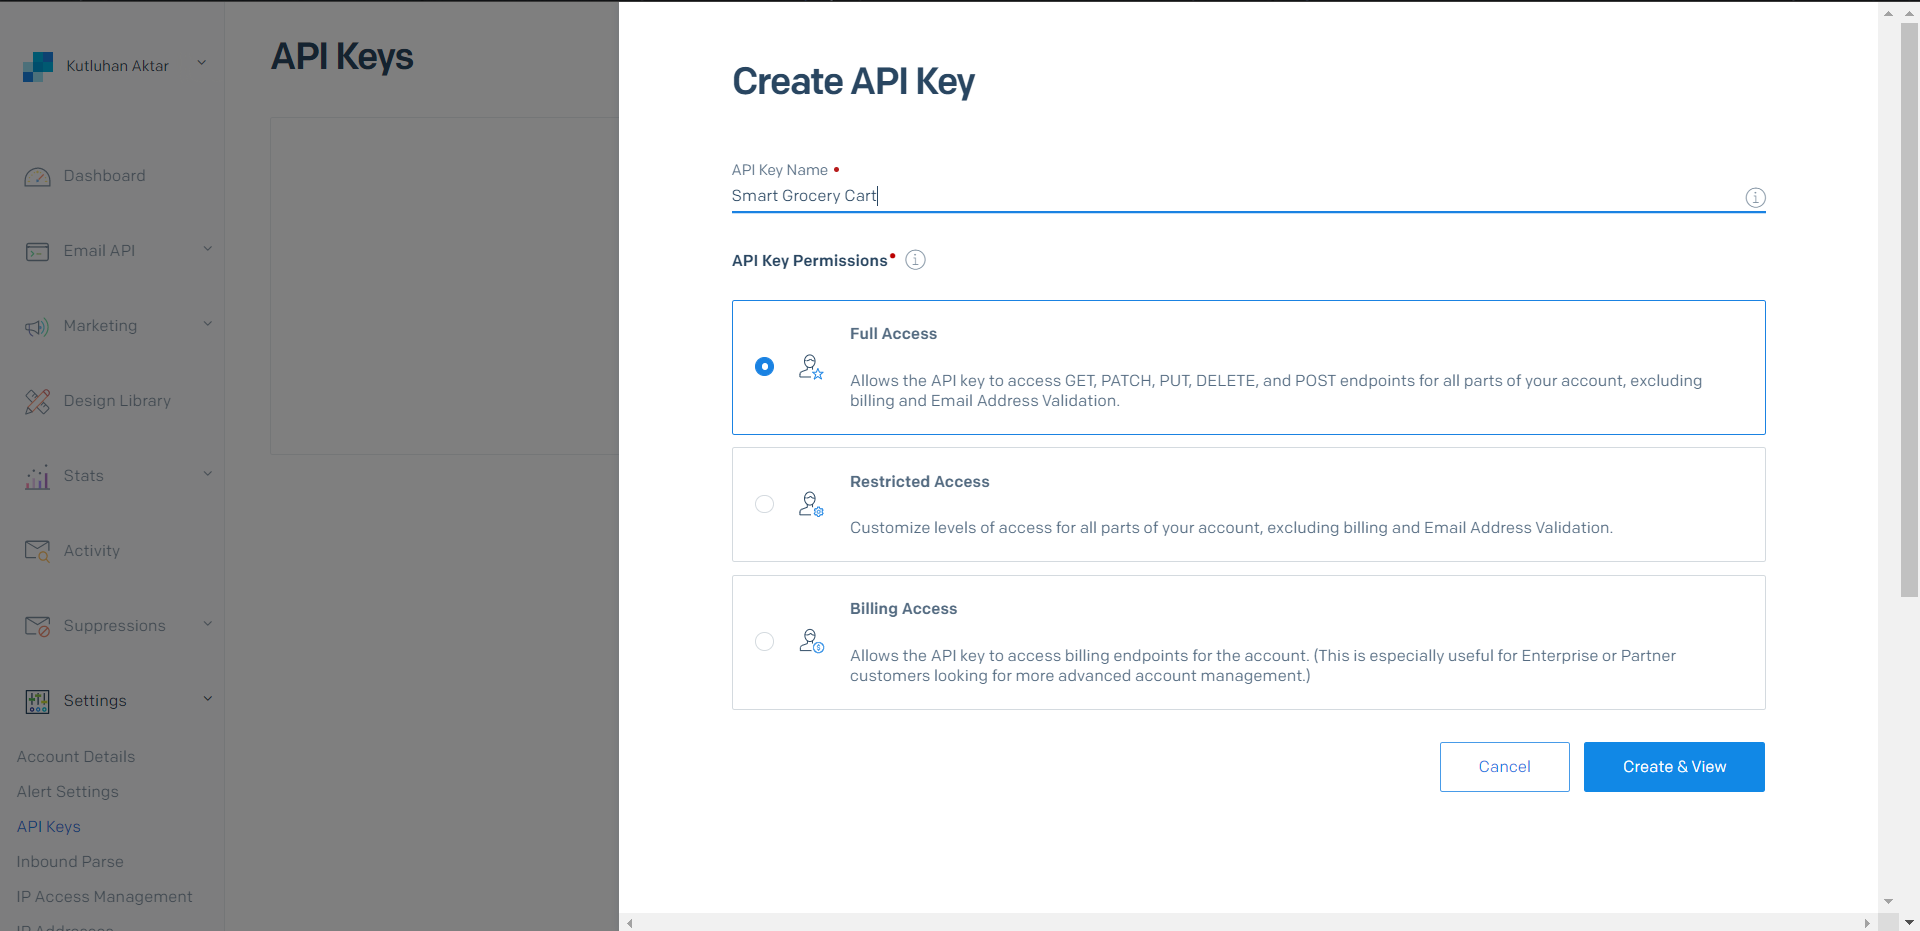 Kutluhan Aktar
Dashboard
Email API
Marketing
Design Library
Stats
Activity
Suppressions
Settings
Account Details
Alert Settings
API Keys
Inbound Parse
IP Access Management
IP Addresses
API Keys
Create API Key
API Key Name
Smart Grocery Cart
API Key Permissions
Full Access
Allows the API key to access GET, PATCH, PUT, DELETE, and POST endpoints for all parts of your account, excluding
billing and Email Address Validation.
Restricted Access
Customize levels of access for all parts of your account, excluding billing and Email Address Validation.
Billing Access
Allows the API key to access billing endpoints for the account. (This is especially useful for Enterprise or Partner
customers looking for more advanced account management.)
Cancel
Create & View